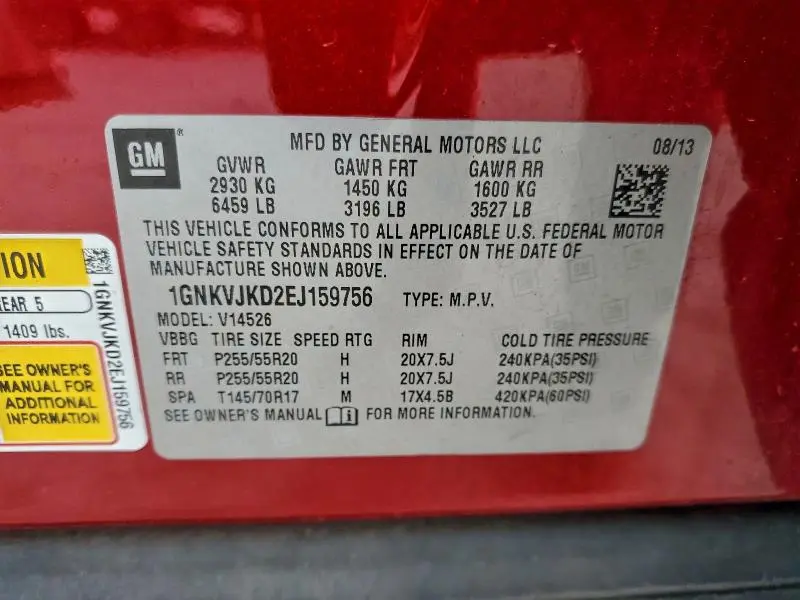 GM
MFD BY GENERAL MOTORS LLC 08/13
GVWR GAWR FRT GAWR RR
2930 KG 1450 KG 1600 KG
6459 LB 3196 LB 3527 LB
THIS VEHICLE CONFORMS TO ALL APPLICABLE U.S. FEDERAL MOTOR
VEHICLE SAFETY STANDARDS IN EFFECT ON THE DATE OF
MANUFACTURE SHOWN ABOVE.
1GNKVJKD2EJ159756 TYPE: M.P.V.
MODEL: V14526
VBBG TIRE SIZE SPEED RTG RIM COLD TIRE PRESSURE
FRT P255/55R20 H 20X7.5J 240KPA(35PSI)
RR P255/55R20 H 20X7.5J 240KPA(35PSI)
SPA T145/70R17 M 17X4.5B 420KPA(60PSI)
SEE OWNER'S MANUAL FOR MORE INFORMATION.
ION
EAR 5
1409 lbs.
SEE OWNER'S
MANUAL FOR
ADDITIONAL
INFORMATION
1GNKVJKD2EJ159756